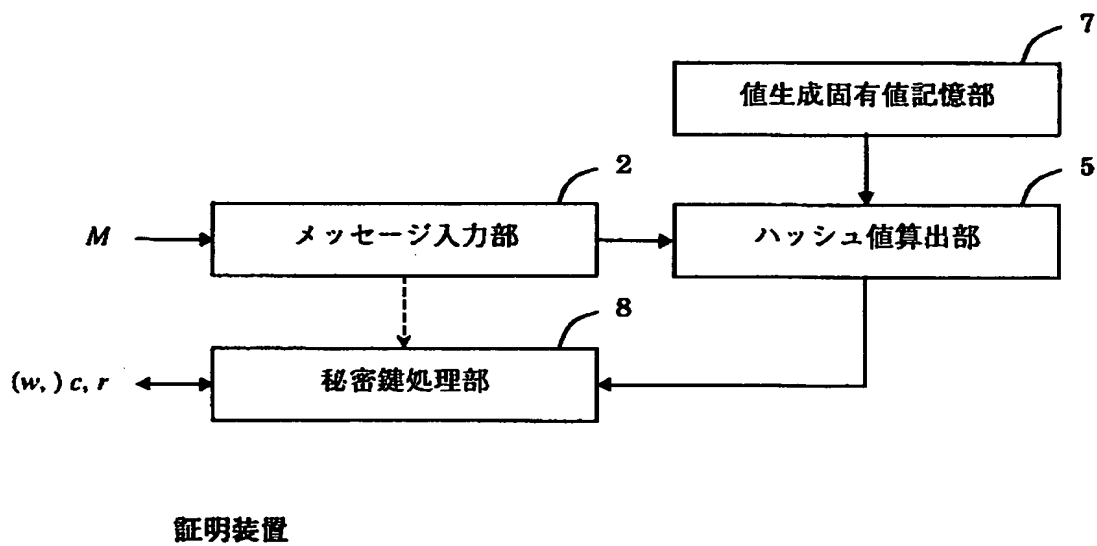 7
値生成固有値記憶部
2
5
M
メッセージ入力部
ハッシュ値算出部
8
(w,) c, r
秘密鍵処理部
証明装置